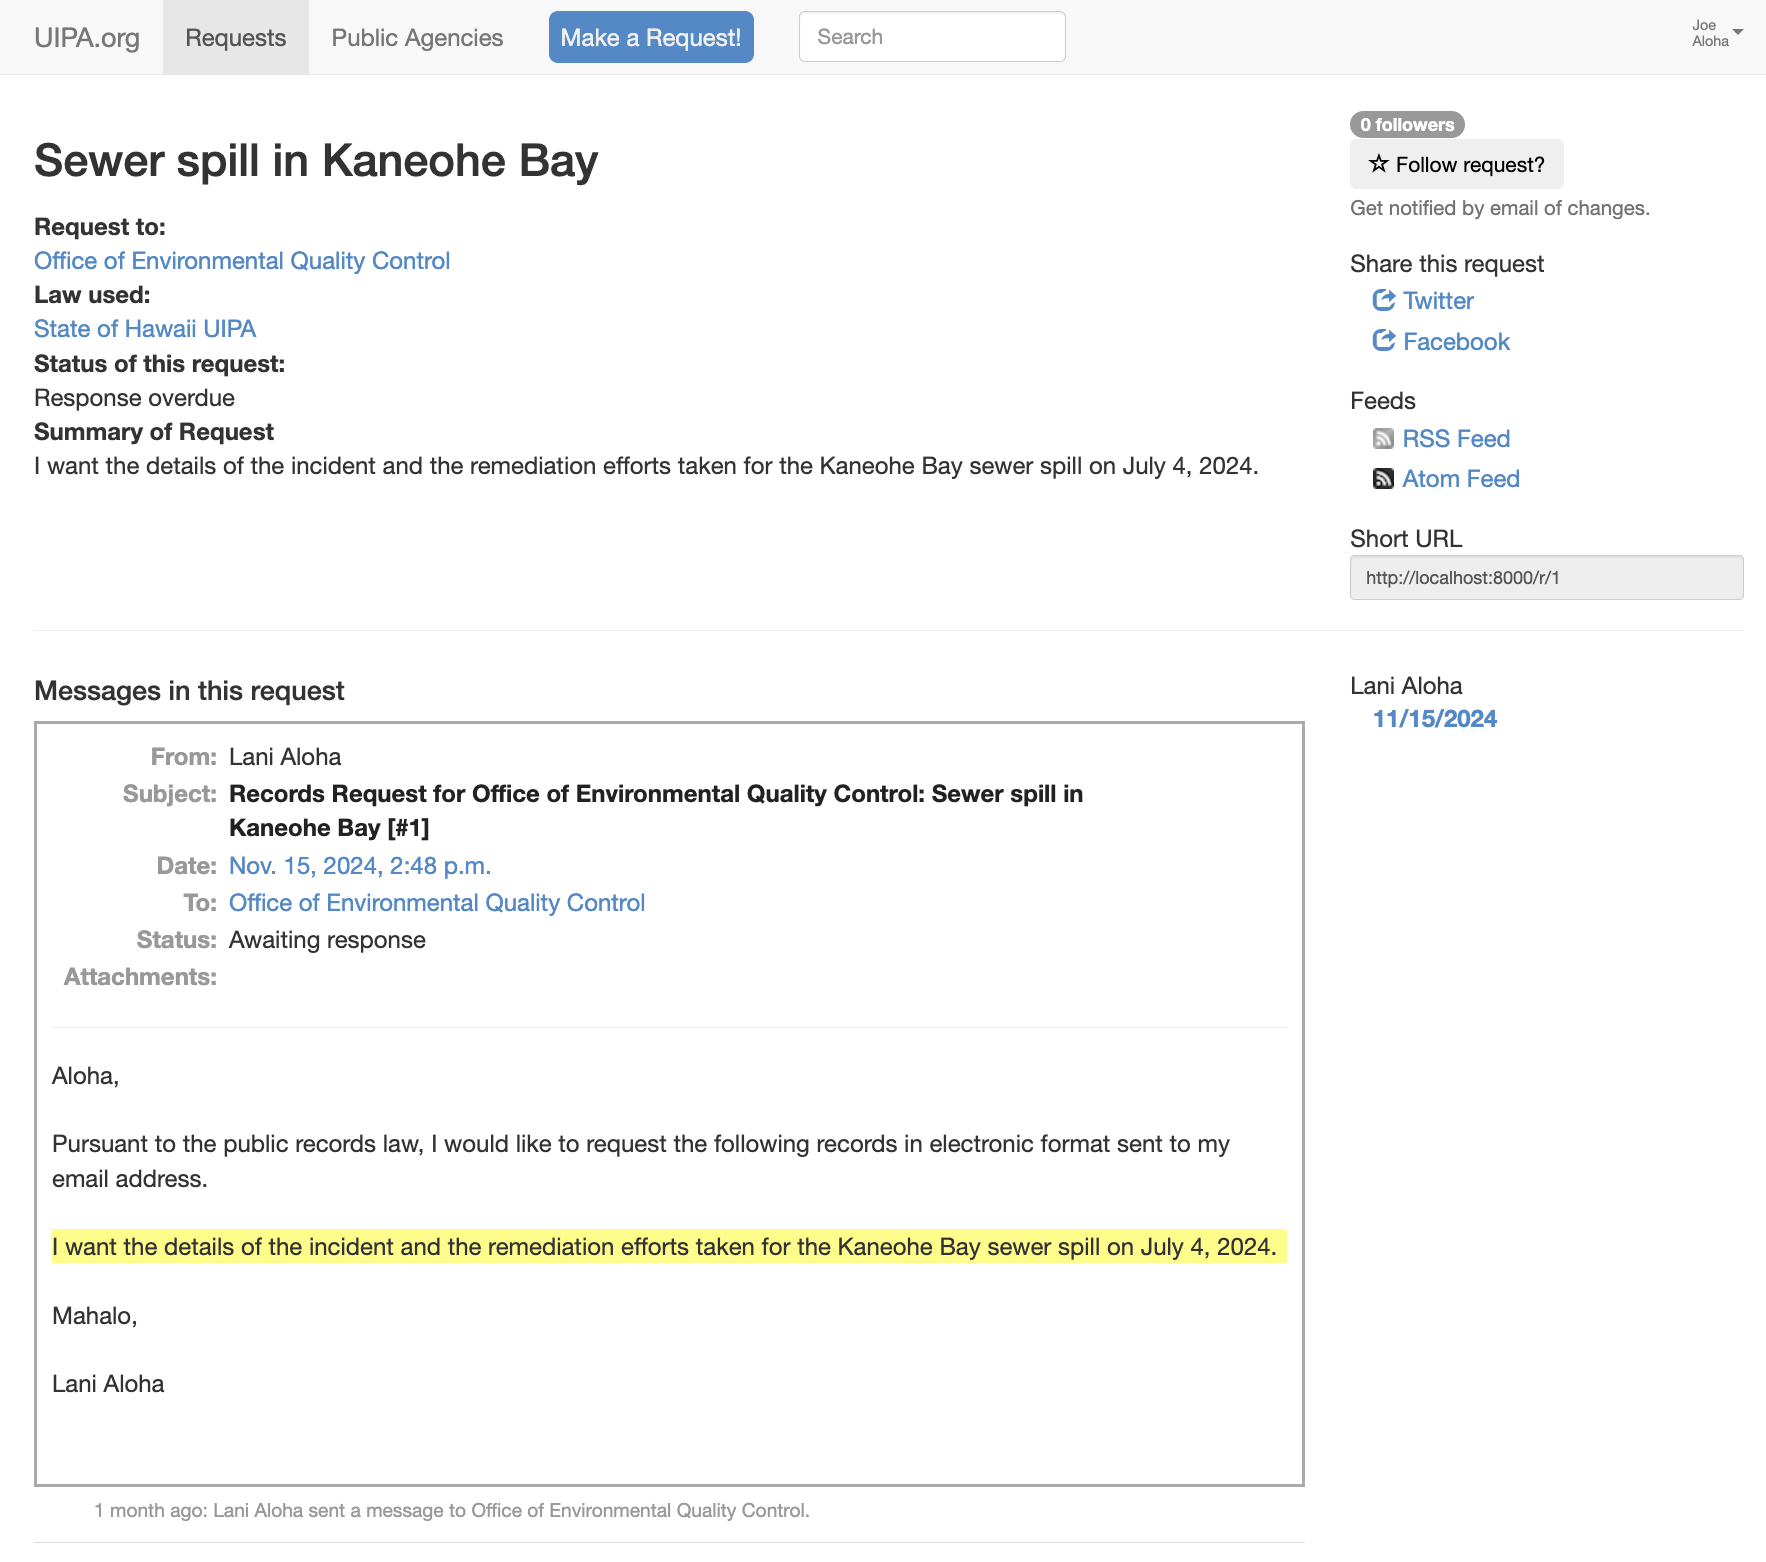 UIPA.org
Requests
Public Agencies
Make a Request!
Search
Joe
Aloha
Sewer spill in Kaneohe Bay
Request to:
Office of Environmental Quality Control
Law used:
State of Hawaii UIPA
Status of this request:
Response overdue
Summary of Request
I want the details of the incident and the remediation efforts taken for the Kaneohe Bay sewer spill on July 4, 2024.
0 followers
Follow request?
Get notified by email of changes.
Share this request
Twitter
Facebook
Feeds
RSS Feed
Atom Feed
Short URL
http://localhost:8000/r/1
Messages in this request
From: Lani Aloha
Subject: Records Request for Office of Environmental Quality Control: Sewer spill in
Kaneohe Bay [#1]
Date: Nov. 15, 2024, 2:48 p.m.
To: Office of Environmental Quality Control
Status: Awaiting response
Attachments:
Aloha,
Pursuant to the public records law, I would like to request the following records in electronic format sent to my
email address.
I want the details of the incident and the remediation efforts taken for the Kaneohe Bay sewer spill on July 4, 2024.
Mahalo,
Lani Aloha
1 month ago: Lani Aloha sent a message to Office of Environmental Quality Control.
Lani Aloha
11/15/2024